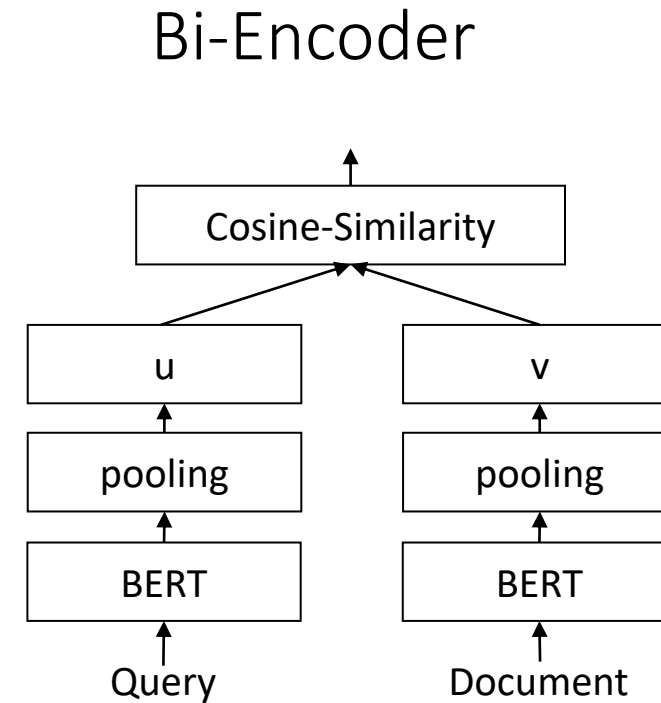 Bi-Encoder
Cosine-Similarity
u
v
pooling
pooling
BERT
BERT
Query
Document